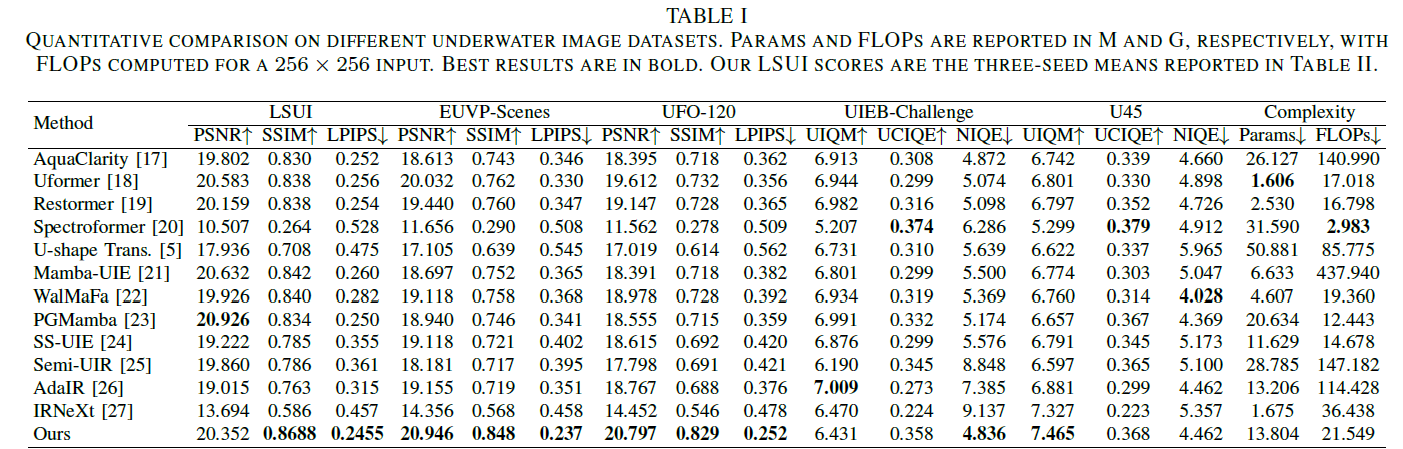 TABLE I
QUANTITATIVE COMPARISON ON DIFFERENT UNDERWATER IMAGE DATASETS. PARAMS AND FLOPS ARE REPORTED IN M AND G, RESPECTIVELY, WITH
FLOPS COMPUTED FOR A 256 × 256 INPUT. BEST RESULTS ARE IN BOLD. OUR LSUI SCORES ARE THE THREE-SEED MEANS REPORTED IN TABLE II.
Method LSUI EUVP-Scenes UFO-120 UIEB-Challenge U45 Complexity
PSNR↑ SSIM↑ LPIPS↓ PSNR↑ SSIM↑ LPIPS↓ PSNR↑ SSIM↑ LPIPS↓ UIQM↑ UCIQE↑ NIQE↓ UIQM↑ UCIQE↑ NIQE↓ Params↓ FLOPs↓
AquaClarity [17] 19.802 0.830 0.252 18.613 0.743 0.346 18.395 0.718 0.362 6.913 0.308 4.872 6.742 0.339 4.660 26.127 140.990
Uformer [18] 20.583 0.838 0.256 20.032 0.762 0.330 19.612 0.732 0.356 6.944 0.299 5.074 6.801 0.330 4.898 1.606 17.018
Restormer [19] 20.159 0.838 0.254 19.440 0.760 0.347 19.147 0.728 0.365 6.982 0.316 5.098 6.797 0.352 4.726 2.530 16.798
Spectroformer [20] 10.507 0.264 0.528 11.656 0.290 0.508 11.562 0.278 0.509 5.207 0.374 6.286 5.299 0.379 4.912 31.590 2.983
U-shape Trans. [5] 17.936 0.708 0.475 17.105 0.639 0.545 17.019 0.614 0.562 6.731 0.310 5.639 6.622 0.337 5.965 50.881 85.775
Mamba-UIE [21] 20.632 0.842 0.260 18.697 0.752 0.365 18.391 0.718 0.382 6.801 0.299 5.500 6.774 0.303 5.047 6.633 437.940
WalMaFa [22] 19.926 0.840 0.282 19.118 0.758 0.368 18.978 0.728 0.392 6.934 0.319 5.369 6.760 0.314 4.028 4.607 19.360
PGMamba [23] 20.926 0.834 0.250 18.940 0.746 0.341 18.555 0.715 0.359 6.991 0.332 5.174 6.657 0.367 4.369 20.634 12.443
SS-UIE [24] 19.222 0.785 0.355 19.118 0.721 0.402 18.615 0.692 0.420 6.876 0.299 5.576 6.791 0.345 5.173 11.629 14.678
Semi-UIR [25] 19.860 0.786 0.361 18.181 0.717 0.395 17.798 0.691 0.421 6.190 0.345 8.848 6.597 0.365 5.100 28.785 147.182
AdaIR [26] 19.015 0.763 0.315 19.155 0.719 0.351 18.767 0.688 0.376 7.009 0.273 7.385 6.881 0.299 4.462 13.206 114.428
IRNeXt [27] 13.694 0.586 0.457 14.356 0.568 0.458 14.452 0.546 0.478 6.470 0.224 9.137 7.327 0.223 5.357 1.675 36.438
Ours 20.352 0.8688 0.2455 20.946 0.848 0.237 20.797 0.829 0.252 6.431 0.358 4.836 7.465 0.368 4.462 13.804 21.549